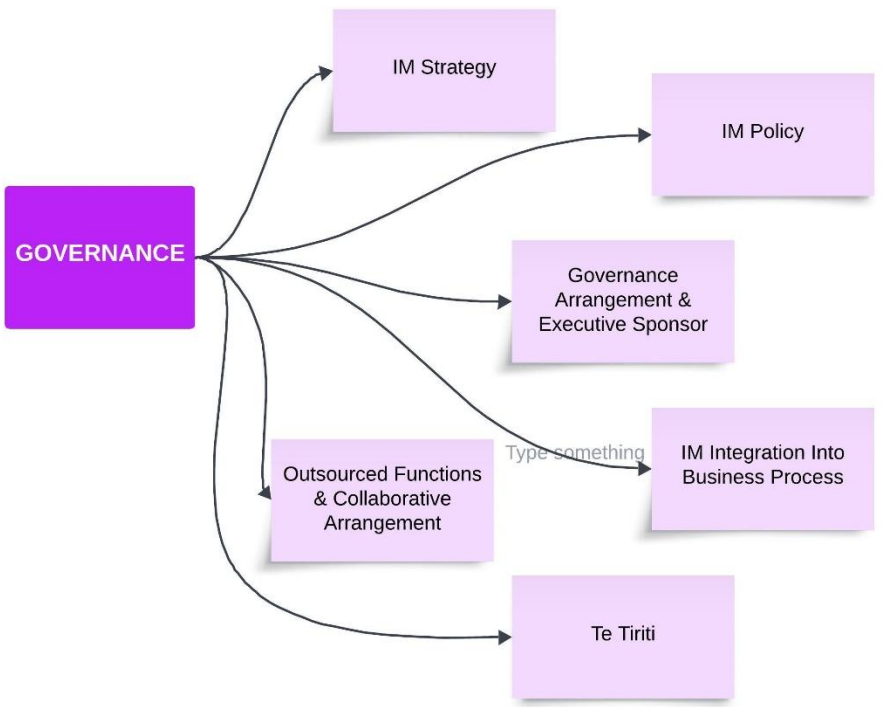 IM Strategy
IM Policy
GOVERNANCE
Governance
Arrangement &
Executive Sponsor
Type something
IM Integration Into
Business Process
Outsourced Functions
& Collaborative
Arrangement
Te Tiriti